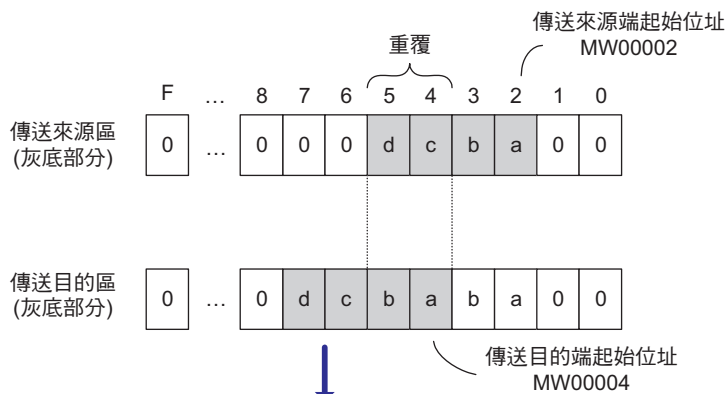 傳送來源端起始位址
MW00002
重覆
F … 8 7 6 5 4 3 2 1 0
傳送來源區
(灰底部分)
0 … 0 0 0 d c b a 0 0
傳送目的區
(灰底部分)
0 … 0 d c b a b a 0 0
傳送目的端起始位址
MW00004